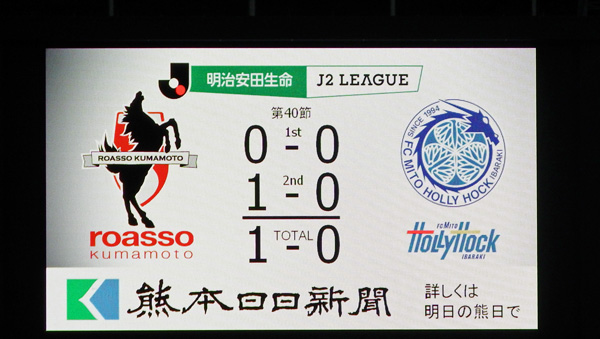 明治安田生命 J2 LEAGUE
第40節
1st
0 - 0
2nd
1 - 0
TOTAL
1 - 0
ROASSO KUMAMOTO
roasso
kumamoto
SINCE 1994
FC MITO HOLLY HOCK IBARAKI
FC MITO
HOLLYHOCK
IBARAKI
熊本日日新聞
詳しくは
明日の熊日で